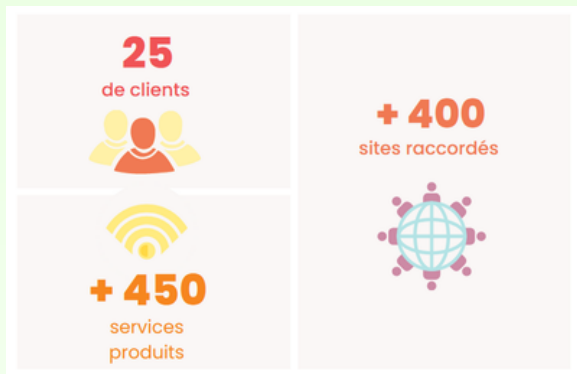 25
de clients
+ 450
services
produits
+ 400
sites raccordés